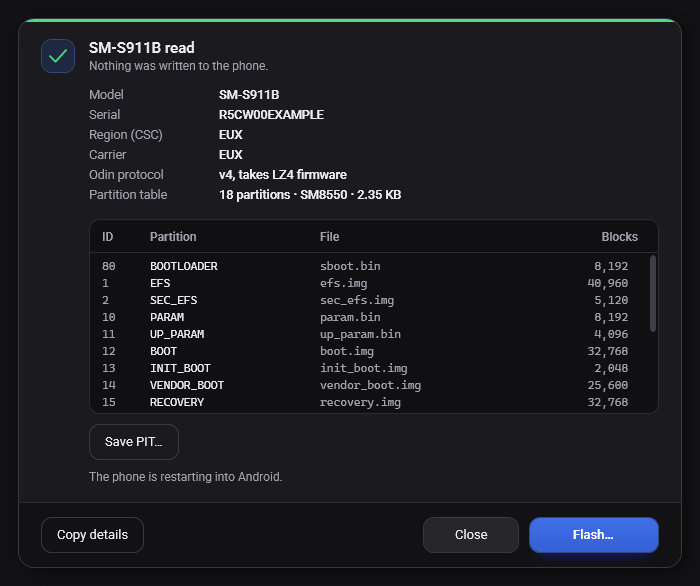 SM-S911B read
Nothing was written to the phone.
Model SM-S911B
Serial R5CW00EXAMPLE
Region (CSC) EUX
Carrier EUX
Odin protocol v4, takes LZ4 firmware
Partition table 18 partitions · SM8550 · 2.35 KB
ID Partition File Blocks
80 BOOTLOADER sboot.bin 8,192
1 EFS efs.img 40,960
2 SEC_EFS sec_efs.img 5,120
10 PARAM param.bin 8,192
11 UP_PARAM up_param.bin 4,096
12 BOOT boot.img 32,768
13 INIT_BOOT init_boot.img 2,048
14 VENDOR_BOOT vendor_boot.img 25,600
15 RECOVERY recovery.img 32,768
Save PIT…
The phone is restarting into Android.
Copy details Close Flash…